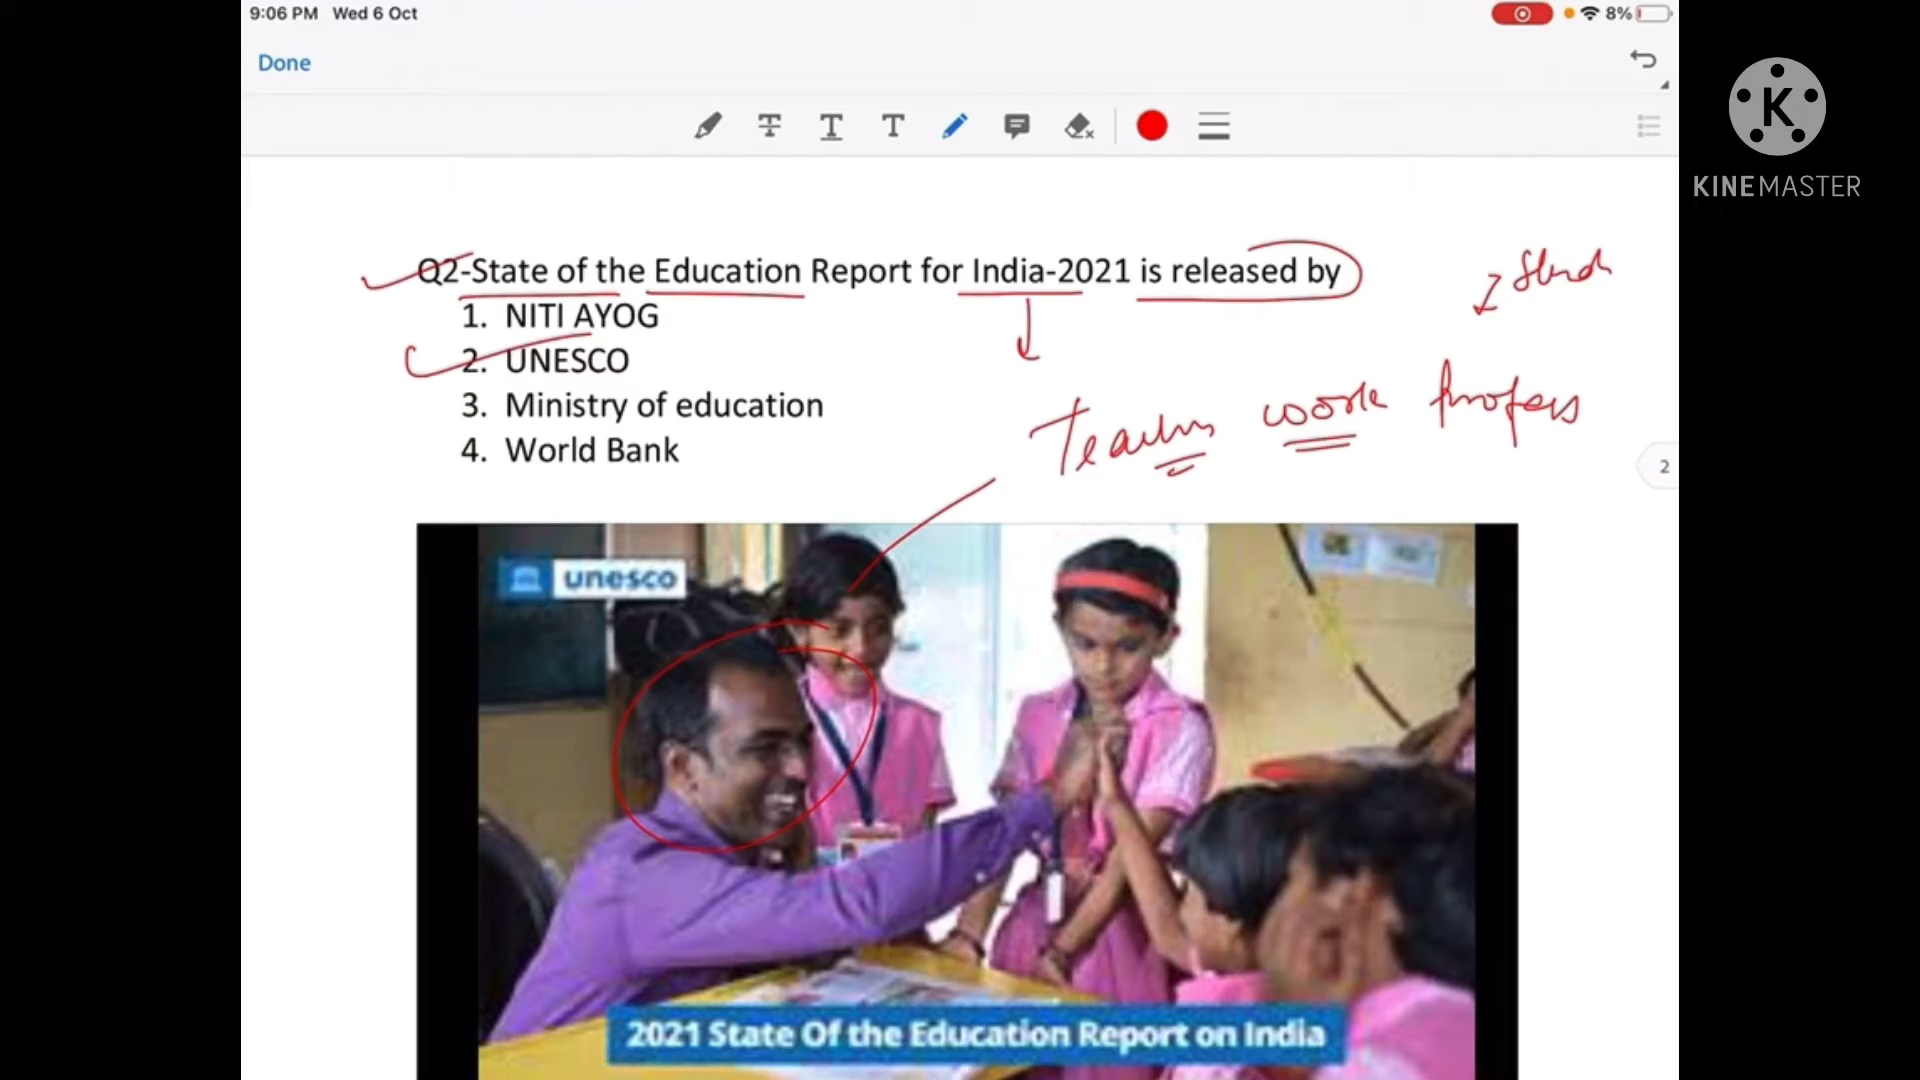 9:06 PM Wed 6 Oct
8%
Done
K
KINEMASTER
Q2-State of the Education Report for India-2021 is released by
1. NITI AYOG
2. UNESCO
3. Ministry of education
4. World Bank
work
2
unesco
2021 State Of the Education Report on India